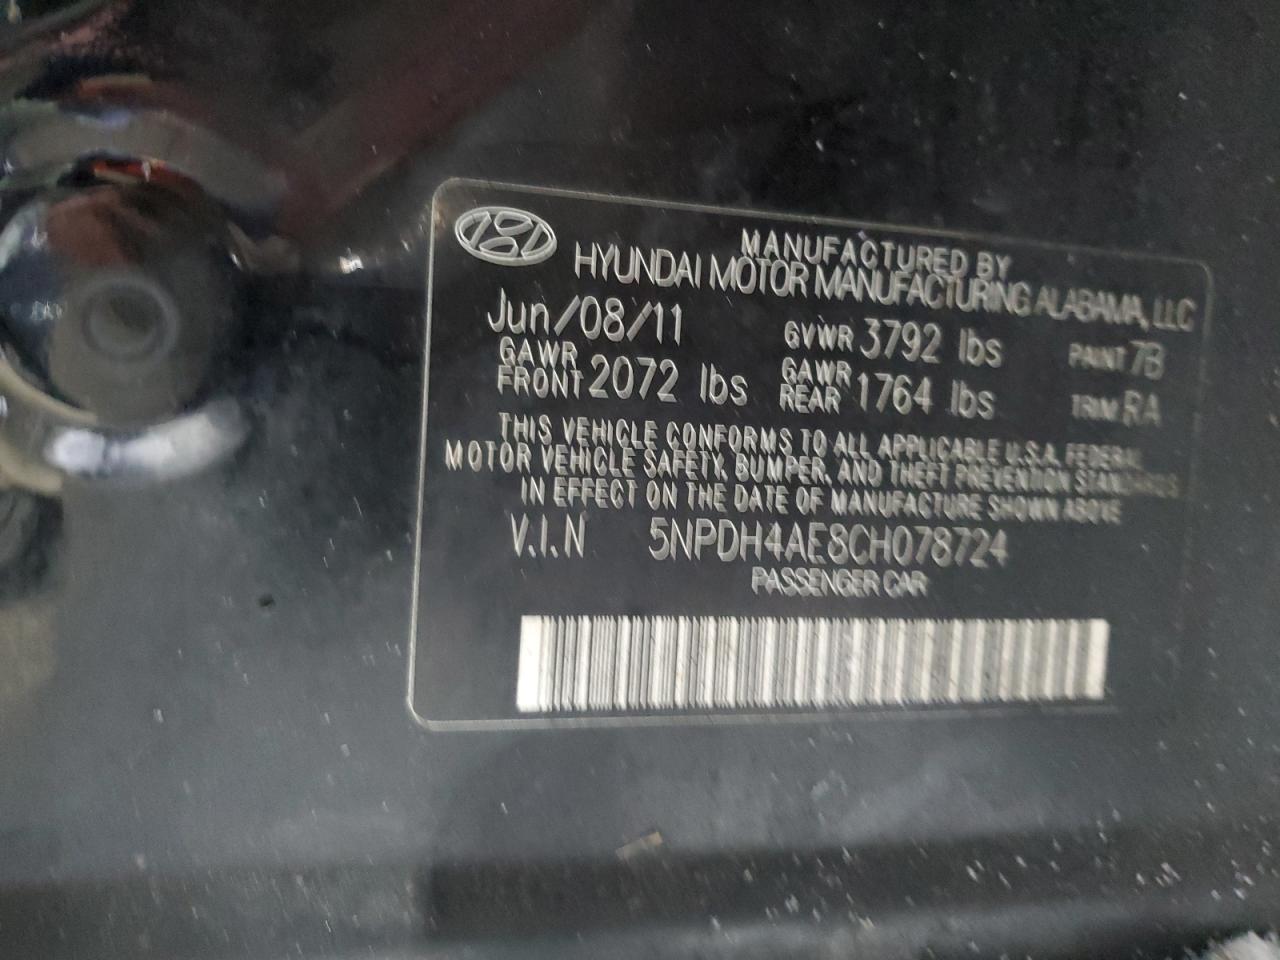 MANUFACTURED BY
HYUNDAI MOTOR MANUFACTURING ALABAMA, LLC
Jun/08/11 GVWR 3792 lbs PAINT 7B
GAWR FRONT 2072 lbs GAWR REAR 1764 lbs TRIM RA
THIS VEHICLE CONFORMS TO ALL APPLICABLE U.S.A. FEDERAL
MOTOR VEHICLE SAFETY, BUMPER, AND THEFT PREVENTION STANDARDS
IN EFFECT ON THE DATE OF MANUFACTURE SHOWN ABOVE
V.I.N 5NPDH4AE8CH078724
PASSENGER CAR